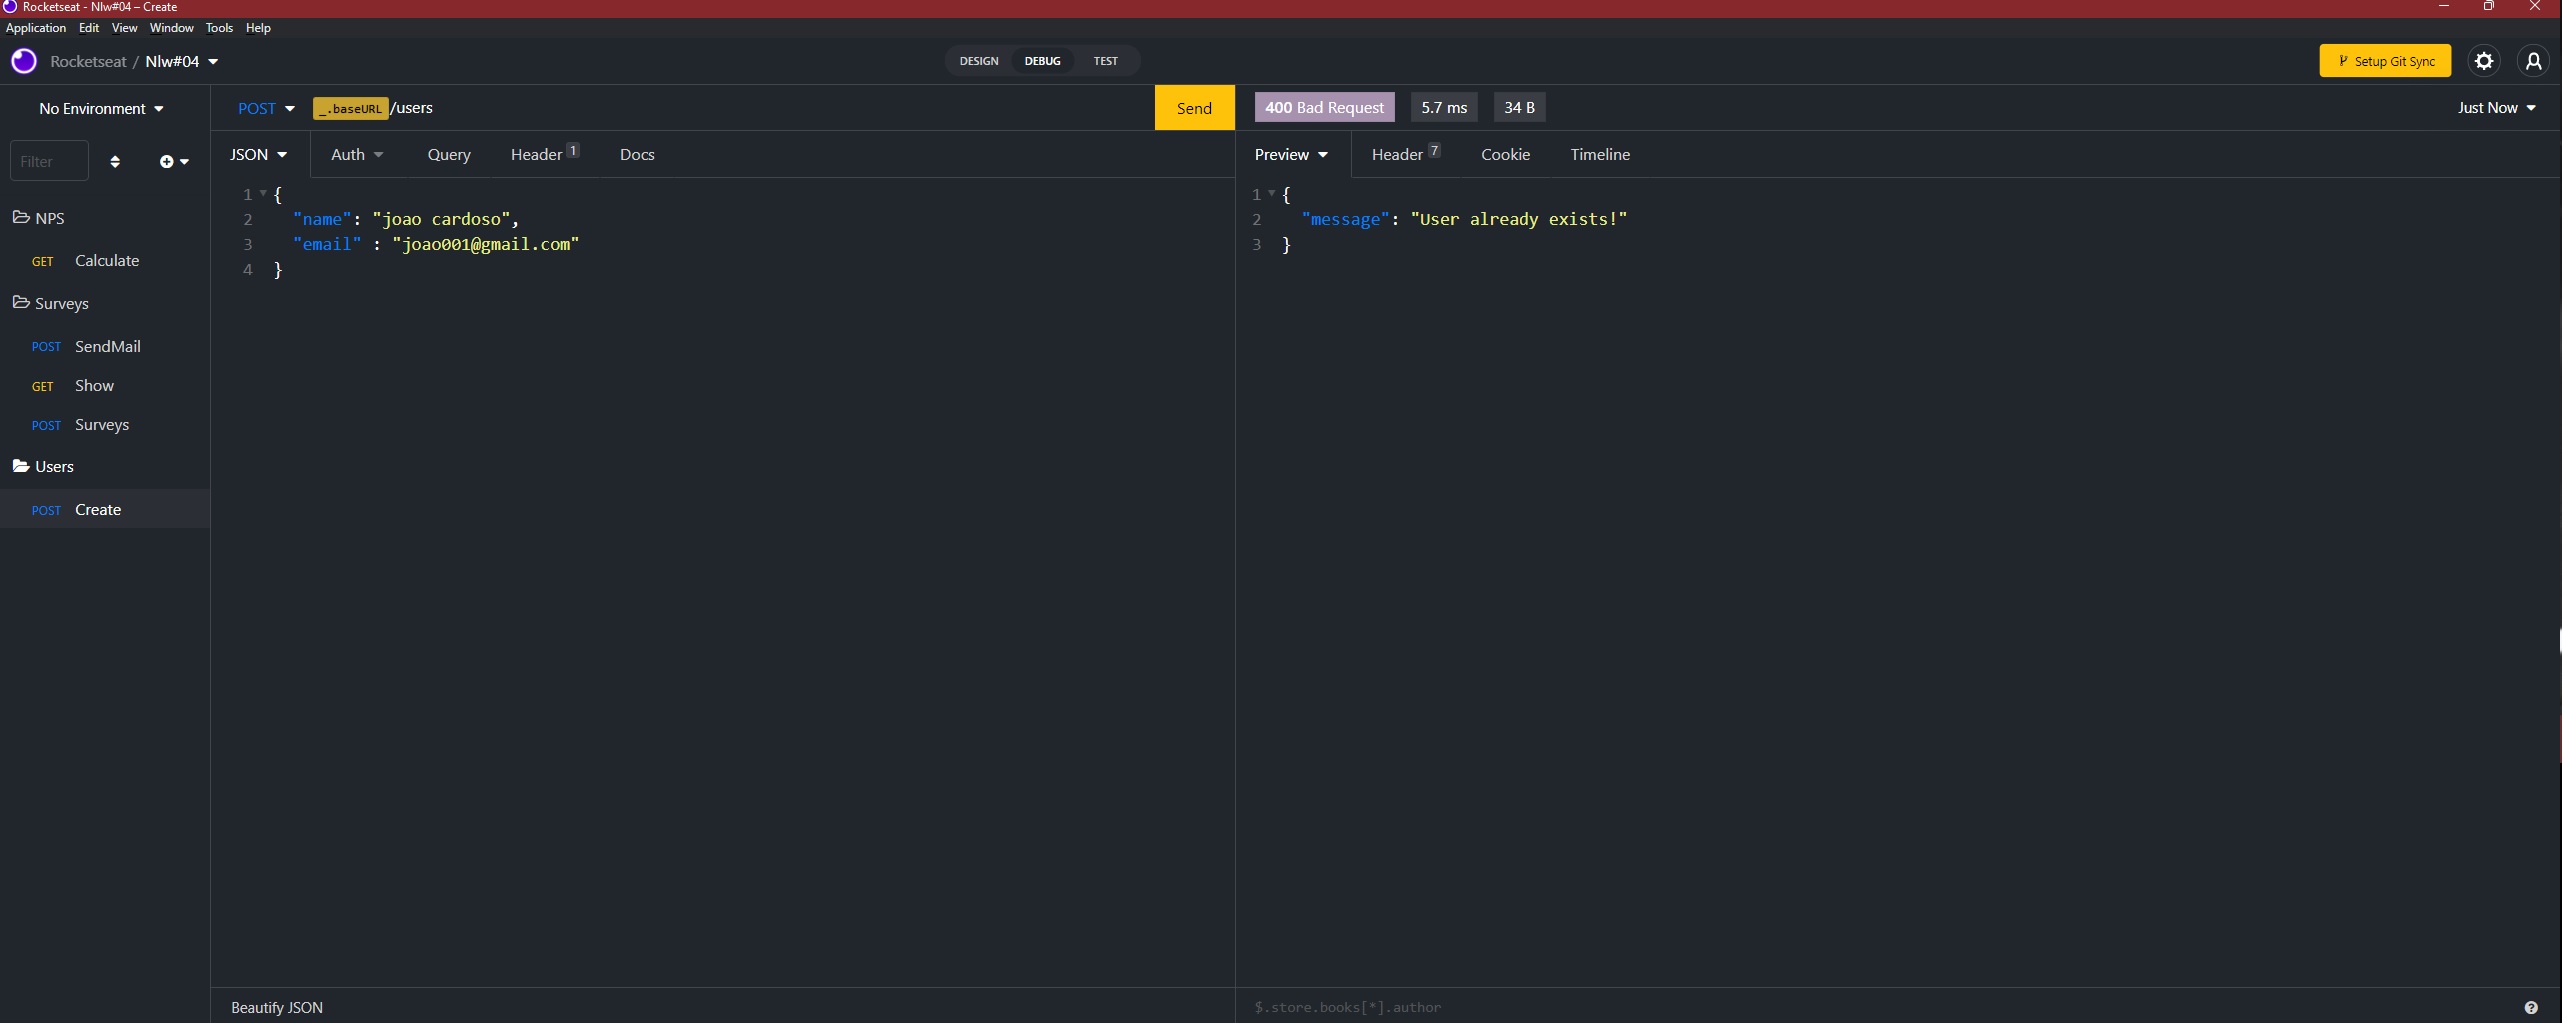 Rocketseat - Nlw#04 – Create
Application Edit View Window Tools Help
Rocketseat / Nlw#04
DESIGN DEBUG TEST
Setup Git Sync
No Environment
POST _.baseURL/users
Send
400 Bad Request 5.7 ms 34 B
Just Now
Filter
JSON Auth Query Header 1 Docs
Preview Header 7 Cookie Timeline
NPS
GET Calculate
Surveys
POST SendMail
GET Show
POST Surveys
Users
POST Create
1 {
2 "name": "joao cardoso",
3 "email" : "joao001@gmail.com"
4 }
1 {
2 "message": "User already exists!"
3 }
Beautify JSON
$.store.books[*].author